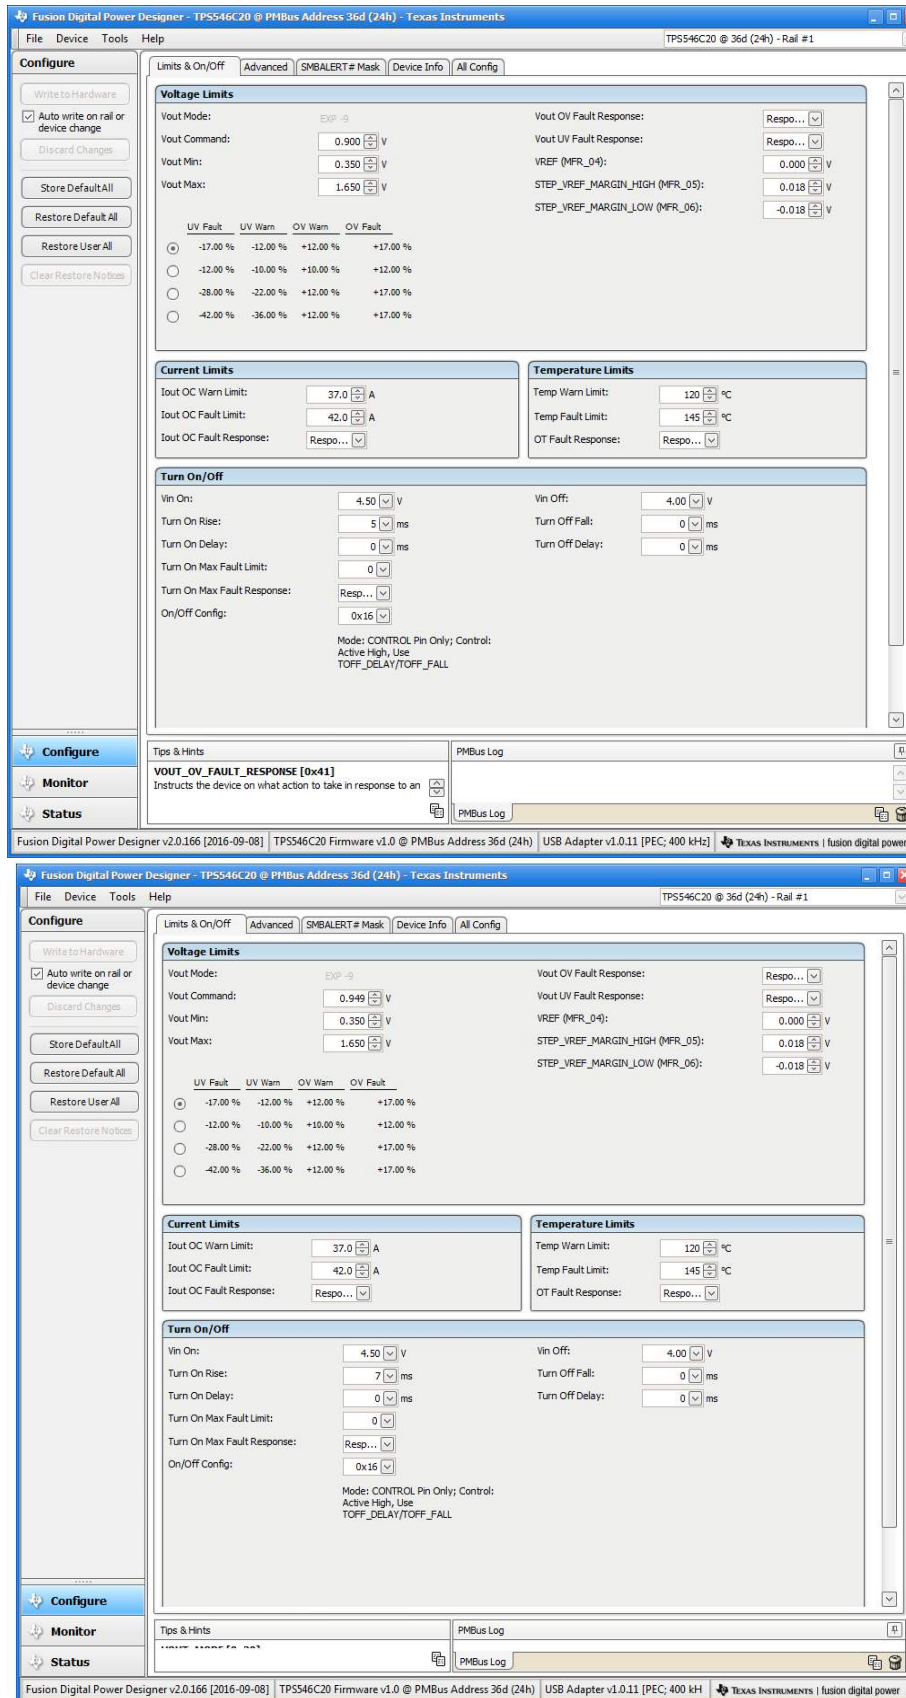 Fusion Digital Power Designer - TPS546C20 @ PMBus Address 36d (24h) - Texas Instruments
File Device Tools Help TPS546C20 @ 36d (24h) - Rail #1
Configure
Limits & On/Off Advanced SMBALERT# Mask Device Info All Config
Write to Hardware
Auto write on rail or
device change
Discard Changes
Store Default All
Restore Default All
Restore User All
Clear Restore Notices
Voltage Limits
Vout Mode: EXP -9 Vout OV Fault Response: Respo...
Vout Command: 0.900 V Vout UV Fault Response: Respo...
Vout Min: 0.350 V VREF (MFR_04): 0.000 V
Vout Max: 1.650 V STEP_VREF_MARGIN_HIGH (MFR_05): 0.018 V
STEP_VREF_MARGIN_LOW (MFR_06): -0.018 V
UV Fault UV Warn OV Warn OV Fault
-17.00 % -12.00 % +12.00 % +17.00 %
-12.00 % -10.00 % +10.00 % +12.00 %
-28.00 % -22.00 % +12.00 % +17.00 %
-42.00 % -36.00 % +12.00 % +17.00 %
Current Limits
Iout OC Warn Limit: 37.0 A
Iout OC Fault Limit: 42.0 A
Iout OC Fault Response: Respo...
Temperature Limits
Temp Warn Limit: 120 ºC
Temp Fault Limit: 145 ºC
OT Fault Response: Respo...
Turn On/Off
Vin On: 4.50 V Vin Off: 4.00 V
Turn On Rise: 5 ms Turn Off Fall: 0 ms
Turn On Delay: 0 ms Turn Off Delay: 0 ms
Turn On Max Fault Limit: 0
Turn On Max Fault Response: Resp...
On/Off Config: 0x16
Mode: CONTROL Pin Only; Control:
Active High, Use
TOFF_DELAY/TOFF_FALL
Configure
Monitor
Status
Tips & Hints
VOUT_OV_FAULT_RESPONSE [0x41]
Instructs the device on what action to take in response to an
PMBus Log
PMBus Log
Fusion Digital Power Designer v2.0.166 [2016-09-08] TPS546C20 Firmware v1.0 @ PMBus Address 36d (24h) USB Adapter v1.0.11 [PEC; 400 kHz] TEXAS INSTRUMENTS | fusion digital power
Fusion Digital Power Designer - TPS546C20 @ PMBus Address 36d (24h) - Texas Instruments
File Device Tools Help TPS546C20 @ 36d (24h) - Rail #1
Configure
Limits & On/Off Advanced SMBALERT# Mask Device Info All Config
Write to Hardware
Auto write on rail or
device change
Discard Changes
Store Default All
Restore Default All
Restore User All
Clear Restore Notices
Voltage Limits
Vout Mode: EXP -9 Vout OV Fault Response: Respo...
Vout Command: 0.949 V Vout UV Fault Response: Respo...
Vout Min: 0.350 V VREF (MFR_04): 0.000 V
Vout Max: 1.650 V STEP_VREF_MARGIN_HIGH (MFR_05): 0.018 V
STEP_VREF_MARGIN_LOW (MFR_06): -0.018 V
UV Fault UV Warn OV Warn OV Fault
-17.00 % -12.00 % +12.00 % +17.00 %
-12.00 % -10.00 % +10.00 % +12.00 %
-28.00 % -22.00 % +12.00 % +17.00 %
-42.00 % -36.00 % +12.00 % +17.00 %
Current Limits
Iout OC Warn Limit: 37.0 A
Iout OC Fault Limit: 42.0 A
Iout OC Fault Response: Respo...
Temperature Limits
Temp Warn Limit: 120 ºC
Temp Fault Limit: 145 ºC
OT Fault Response: Respo...
Turn On/Off
Vin On: 4.50 V Vin Off: 4.00 V
Turn On Rise: 7 ms Turn Off Fall: 0 ms
Turn On Delay: 0 ms Turn Off Delay: 0 ms
Turn On Max Fault Limit: 0
Turn On Max Fault Response: Resp...
On/Off Config: 0x16
Mode: CONTROL Pin Only; Control:
Active High, Use
TOFF_DELAY/TOFF_FALL
Configure
Monitor
Status
Tips & Hints
PMBus Log
PMBus Log
Fusion Digital Power Designer v2.0.166 [2016-09-08] TPS546C20 Firmware v1.0 @ PMBus Address 36d (24h) USB Adapter v1.0.11 [PEC; 400 kH TEXAS INSTRUMENTS | fusion digital power